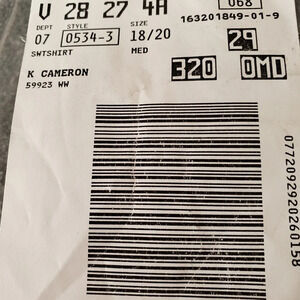 V 28 27 4A
068
163201849-01-9
DEPT STYLE SIZE
07 0534-3 18/20
29
SWTSHIRT MED
320 OMD
K CAMERON
59923 WW
0772092920260158